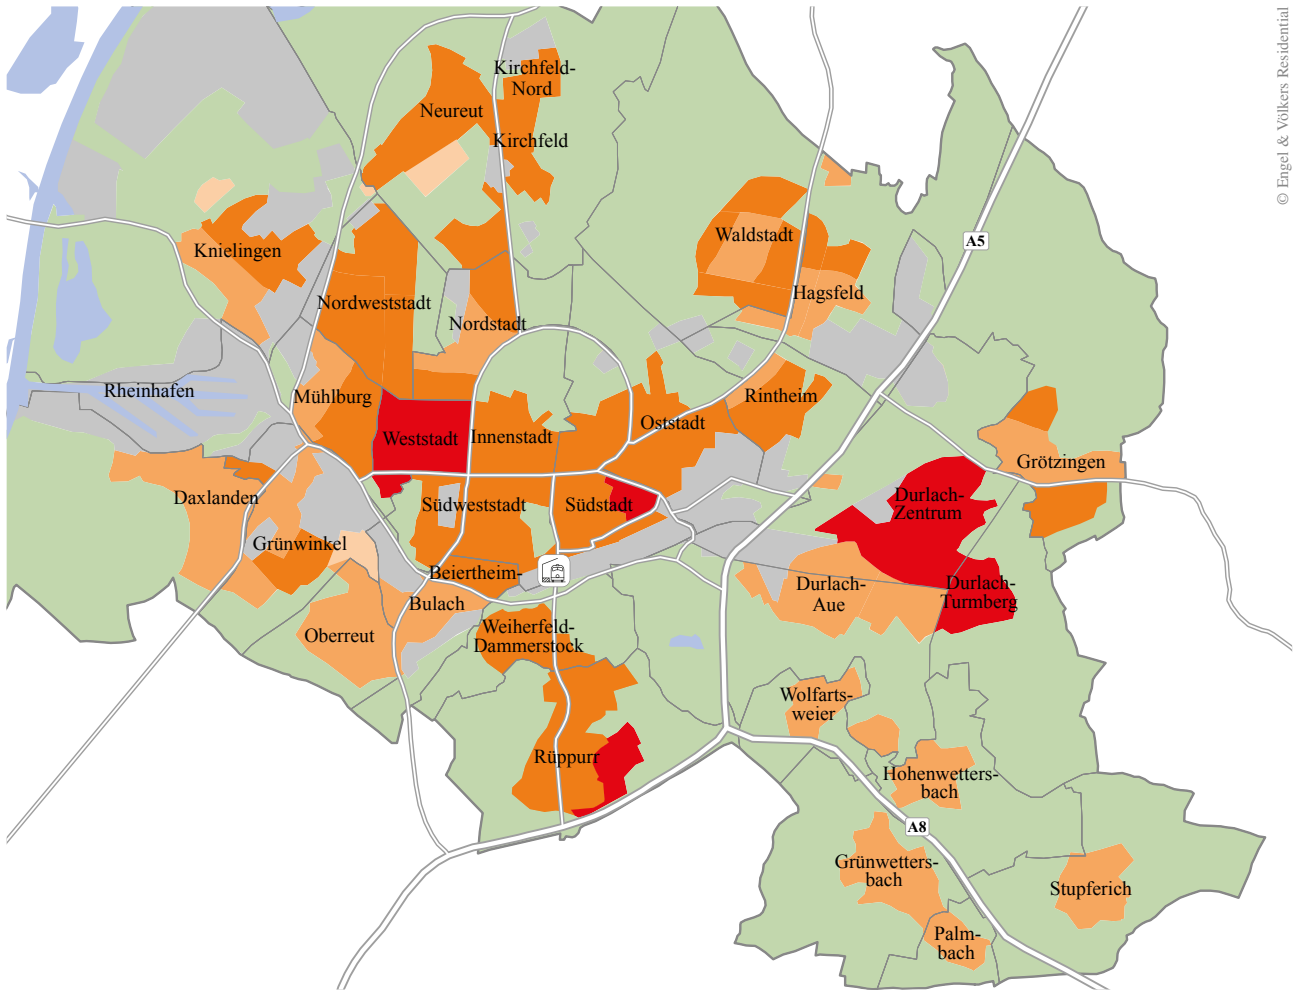 © Engel & Völkers Residential
Kirchfeld-
Nord
Neureut
Kirchfeld
Knielingen
Waldstadt
A5
Hagsfeld
Nordweststadt
Nordstadt
Rheinhafen
Mühlburg
Rintheim
Weststadt
Innenstadt
Oststadt
Grötzingen
Daxlanden
Südweststadt
Südstadt
Durlach-
Zentrum
Grünwinkel
Beiertheim-
Bulach
Durlach-
Aue
Durlach-
Turmberg
Oberreut
Weiherfeld-
Dammerstock
Wolfarts-
weier
Rüppurr
Hohenwetters-
bach
A8
Grünwetters-
bach
Stupferich
Palm-
bach